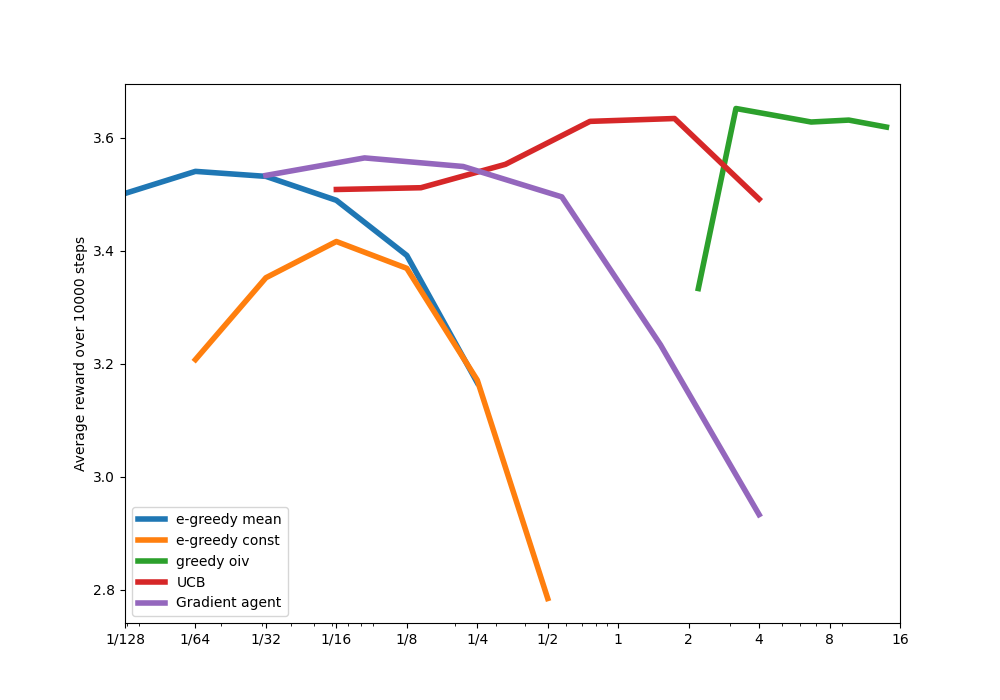 Average reward over 10000 steps
3.6
3.4
3.2
3.0
2.8
e-greedy mean
e-greedy const
greedy oiv
UCB
Gradient agent
1/128 1/64 1/32 1/16 1/8 1/4 1/2 1 2 4 8 16